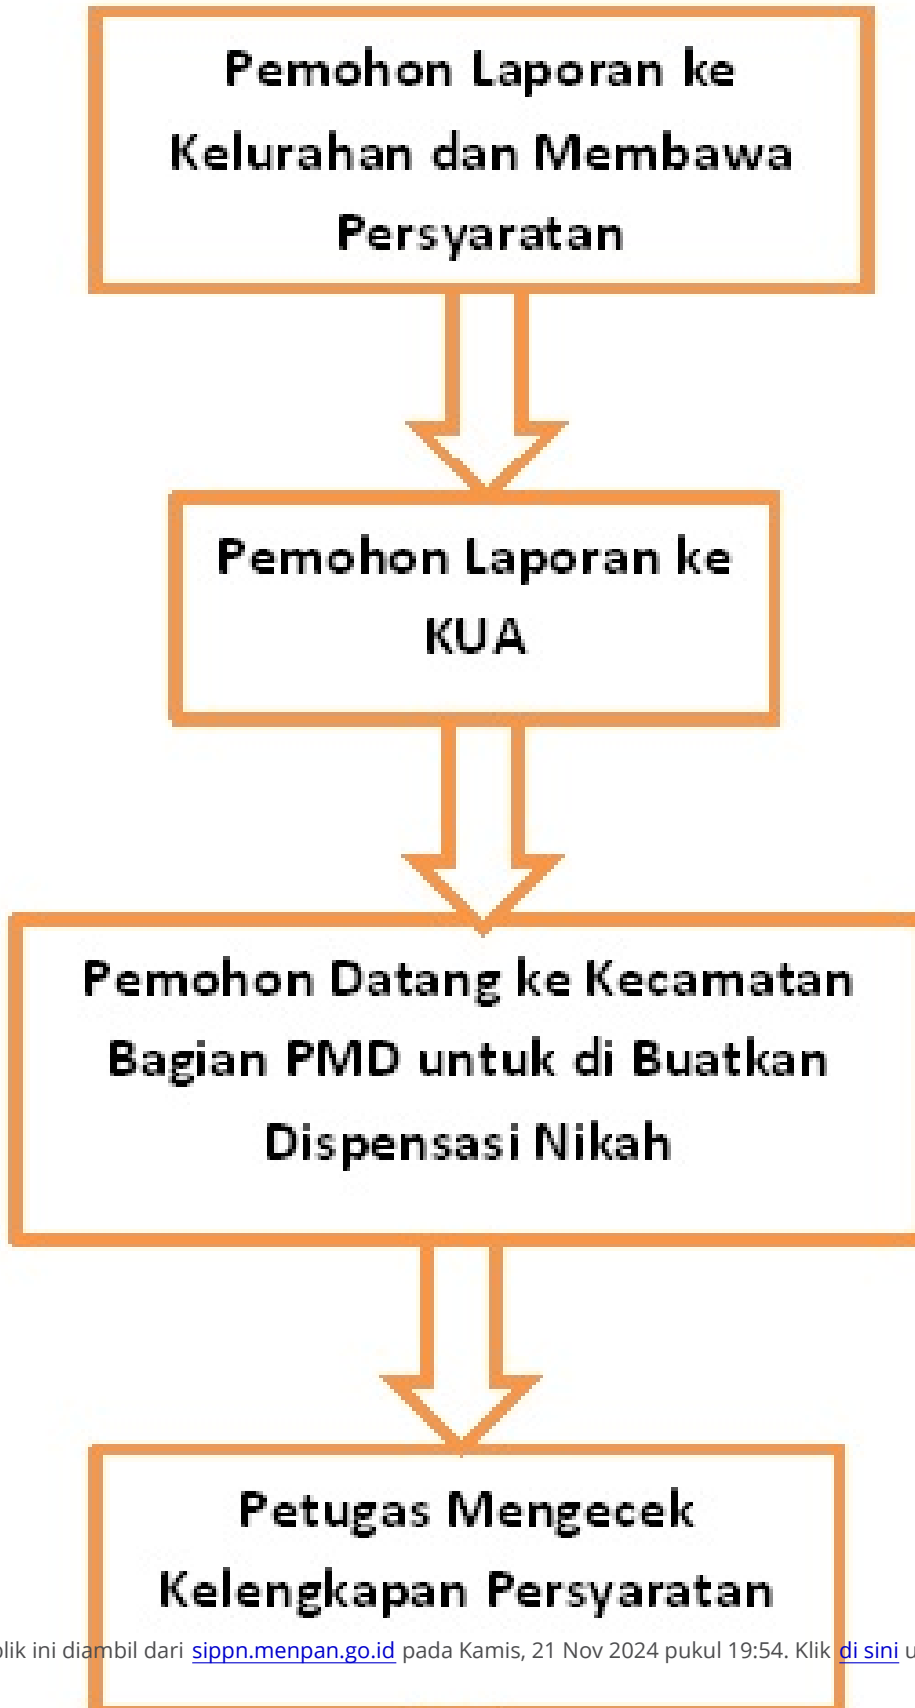 Pemohon Laporan ke
Kelurahan dan Membawa
Persyaratan
Pemohon Laporan ke
KUA
Pemohon Datang ke Kecamatan
Bagian PMD untuk di Buatkan
Dispensasi Nikah
Petugas Mengecek
Kelengkapan Persyaratan
ini diambil dari sippn.menpan.go.id pada Kamis, 21 Nov 2024 pukul 19:54. Klik di sini